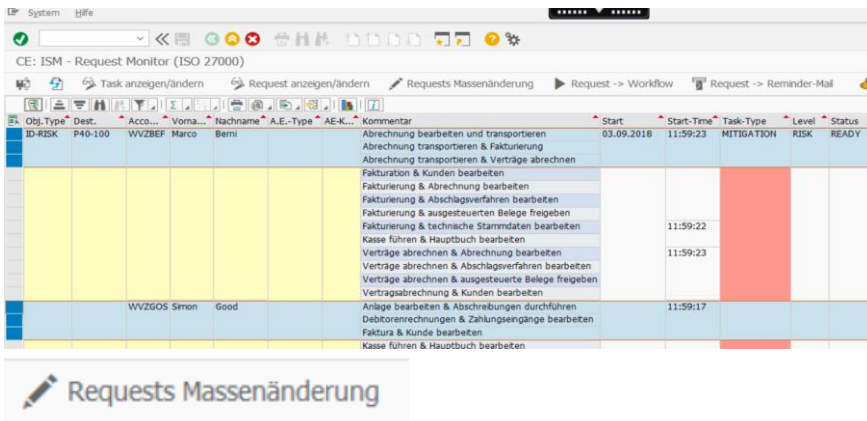 System Hilfe
CE: ISM - Request Monitor (ISO 27000)
Task anzeigen/ändern Request anzeigen/ändern Requests Massenänderung Request -> Workflow Request -> Reminder-Mail
Obj.Type Dest. Acco... Vorna... Nachname A.E.-Type AE-K... Kommentar Start Start-Time Task-Type Level Status
ID-RISK P40-100 WVZBEF Marco Berni Abrechnung bearbeiten und transportieren 03.09.2018 11:59:23 MITIGATION RISK READY
Abrechnung transportieren & Fakturierung
Abrechnung transportieren & Verträge abrechnen
Fakturation & Kunden bearbeiten
Fakturierung & Abrechnung bearbeiten
Fakturierung & Abschlagsverfahren bearbeiten
Fakturierung & ausgesteuerten Belege freigeben
Fakturierung & technische Stammdaten bearbeiten 11:59:22
Kasse führen & Hauptbuch bearbeiten
Verträge abrechnen & Abrechnung bearbeiten 11:59:23
Verträge abrechnen & Abschlagsverfahren bearbeiten
Verträge abrechnen & ausgesteuerte Belege freigeben
Vertragsabrechnung & Kunden bearbeiten
WVZGOS Simon Good Anlage bearbeiten & Abschreibungen durchführen 11:59:17
Debitorenrechnungen & Zahlungseingänge bearbeiten
Faktura & Kunde bearbeiten
Kasse führen & Hauptbuch bearbeiten
Requests Massenänderung